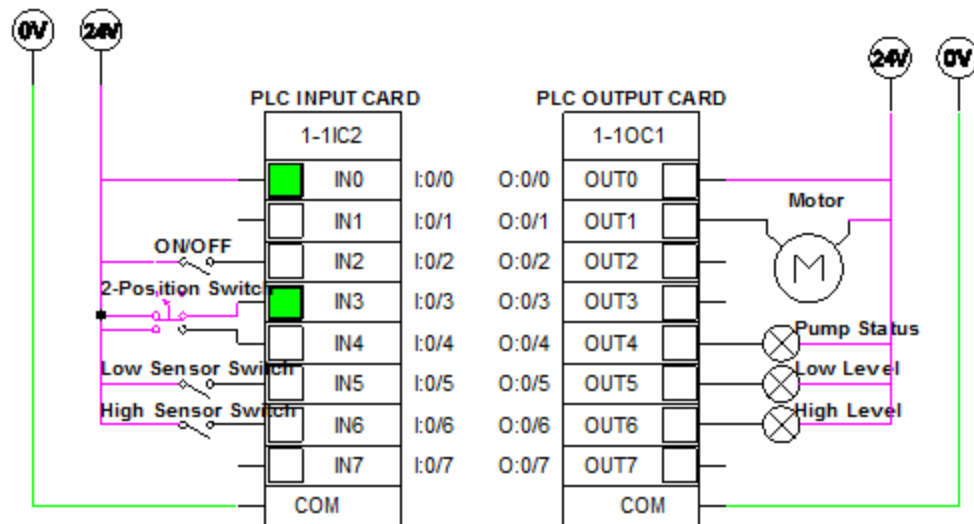 0V 24V
24V 0V
PLC INPUT CARD PLC OUTPUT CARD
1-1IC2 1-1OC1
IN0 I:0/0 O:0/0 OUT0
Motor
IN1 I:0/1 O:0/1 OUT1
ON/OFF
IN2 I:0/2 O:0/2 OUT2
M
2-Position Switch
IN3 I:0/3 O:0/3 OUT3
Pump Status
IN4 I:0/4 O:0/4 OUT4
Low Sensor Switch Low Level
IN5 I:0/5 O:0/5 OUT5
High Sensor Switch High Level
IN6 I:0/6 O:0/6 OUT6
IN7 I:0/7 O:0/7 OUT7
COM COM